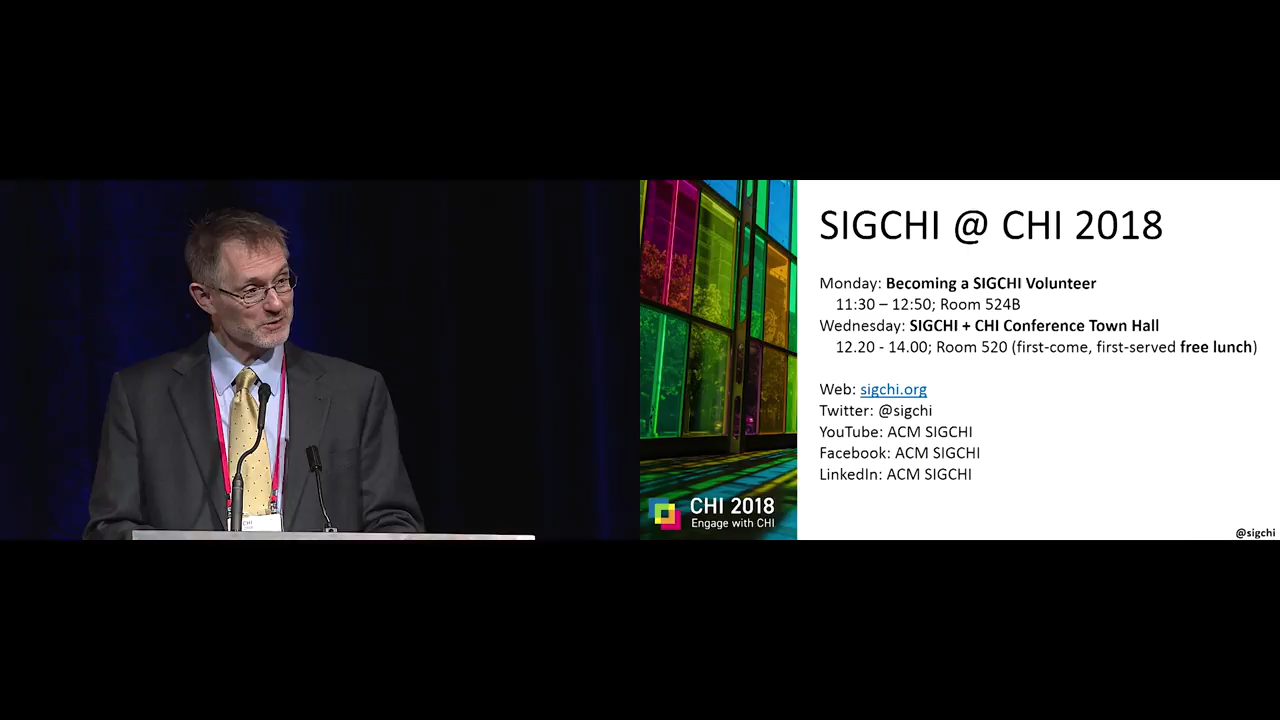 SIGCHI @ CHI 2018
Monday: Becoming a SIGCHI Volunteer
11:30 – 12:50; Room 524B
Wednesday: SIGCHI + CHI Conference Town Hall
12.20 - 14.00; Room 520 (first-come, first-served free lunch)
Web: sigchi.org
Twitter: @sigchi
YouTube: ACM SIGCHI
Facebook: ACM SIGCHI
LinkedIn: ACM SIGCHI
CHI 2018
Engage with CHI
@sigchi
CHI